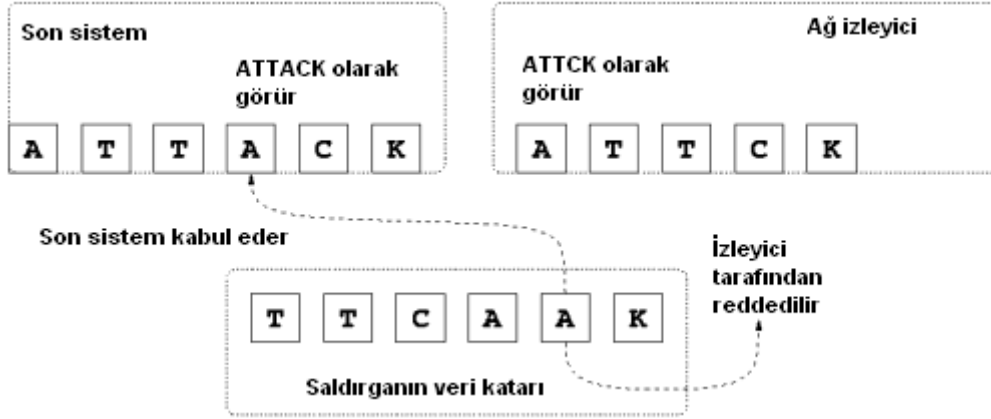 Son sistem
Ağ izleyici
ATTACK olarak
görür
ATTCK olarak
görür
A T T A C K
A T T C K
Son sistem kabul eder
İzleyici
tarafından
reddedilir
T T C A A K
Saldırganın veri katarı